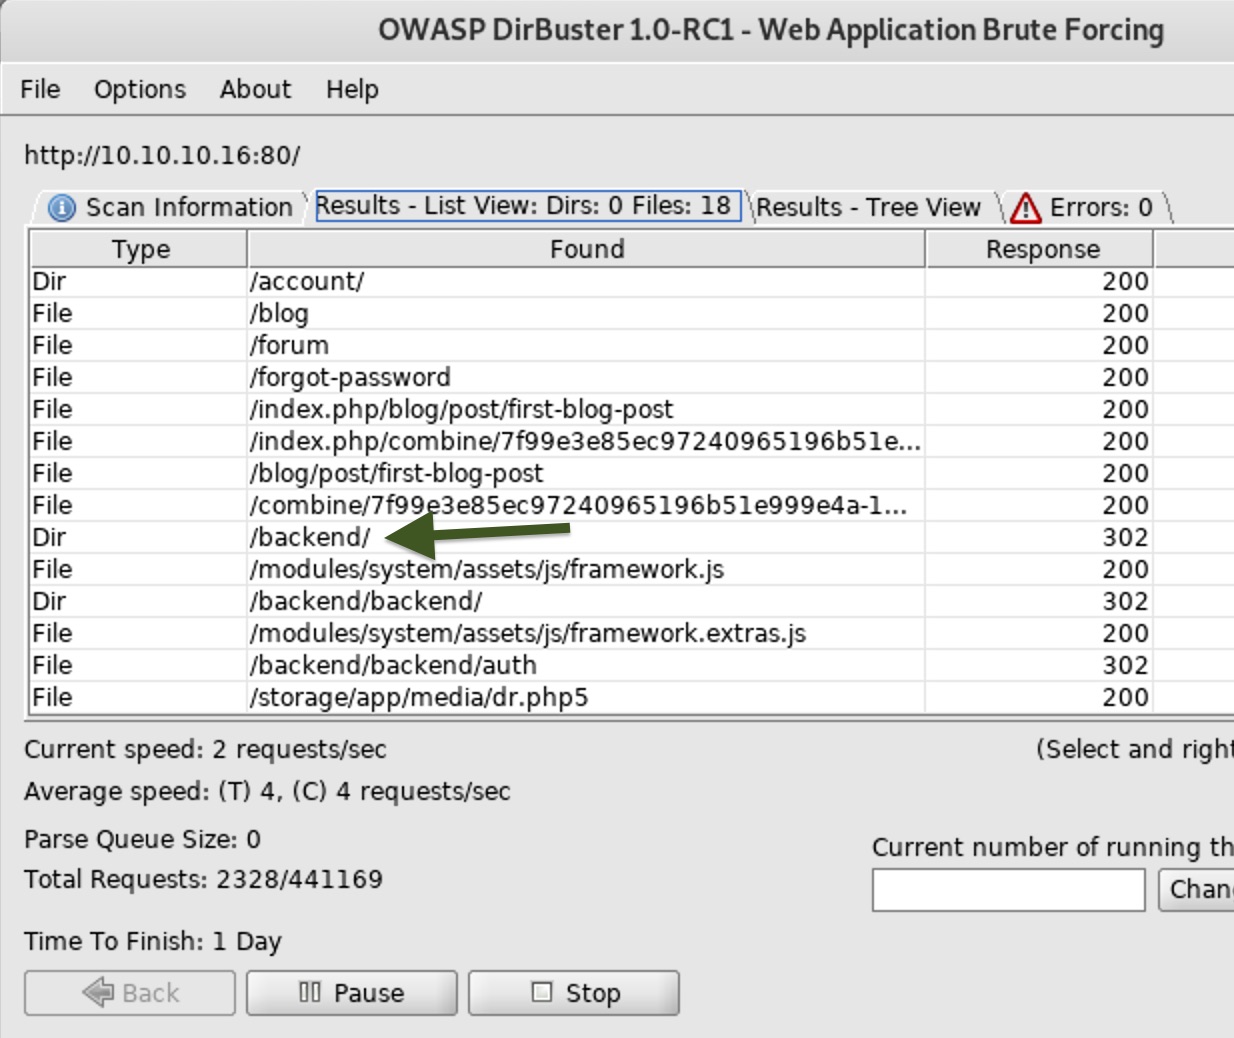 OWASP DirBuster 1.0-RC1 - Web Application Brute Forcing
File Options About Help
http://10.10.10.16:80/
Scan Information Results - List View: Dirs: 0 Files: 18 Results - Tree View Errors: 0
Type Found Response
Dir /account/ 200
File /blog 200
File /forum 200
File /forgot-password 200
File /index.php/blog/post/first-blog-post 200
File /index.php/combine/7f99e3e85ec97240965196b51e... 200
File /blog/post/first-blog-post 200
File /combine/7f99e3e85ec97240965196b51e999e4a-1... 200
Dir /backend/ 302
File /modules/system/assets/js/framework.js 200
Dir /backend/backend/ 302
File /modules/system/assets/js/framework.extras.js 200
File /backend/backend/auth 302
File /storage/app/media/dr.php5 200
Current speed: 2 requests/sec (Select and right
Average speed: (T) 4, (C) 4 requests/sec
Parse Queue Size: 0
Current number of running th
Total Requests: 2328/441169
Chan
Time To Finish: 1 Day
Back Pause Stop